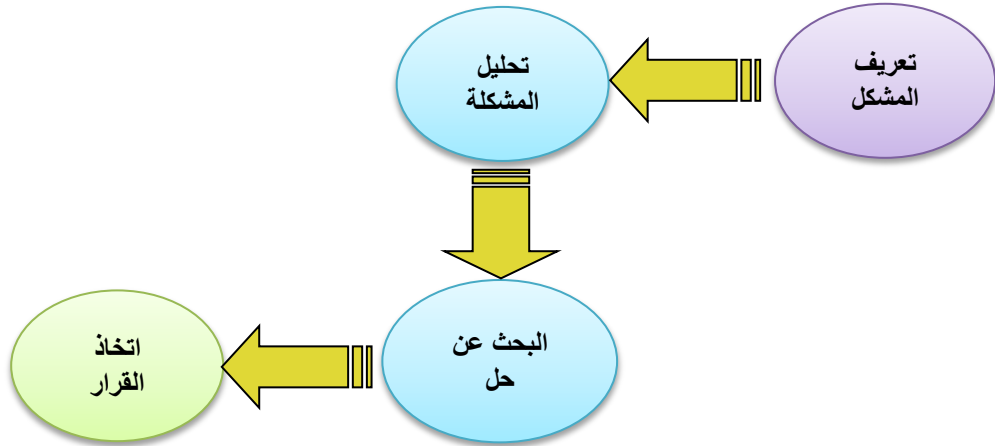 تعريف
المشكل
تحليل
المشكلة
البحث عن
حل
اتخاذ
القرار